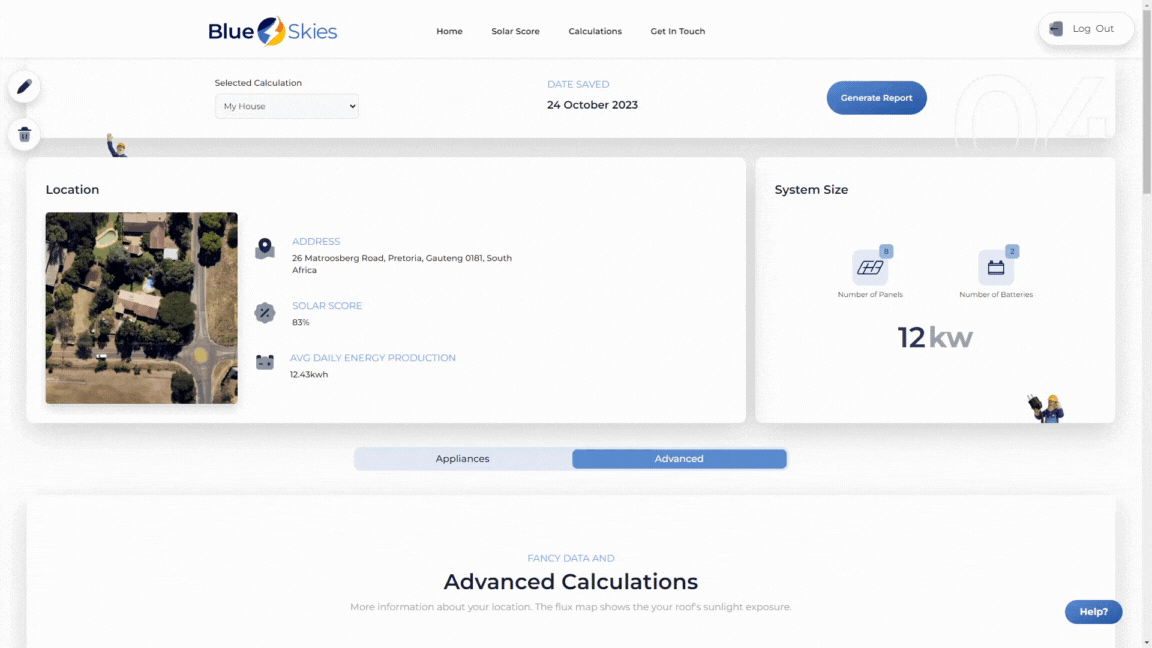 Blue Skies
Home
Solar Score
Calculations
Get In Touch
Log Out
Selected Calculation
My House
DATE SAVED
24 October 2023
Generate Report
04
Location
ADDRESS
26 Matroosberg Road, Pretoria, Gauteng 0181, South
Africa
SOLAR SCORE
83%
AVG DAILY ENERGY PRODUCTION
12.43kwh
System Size
8
Number of Panels
2
Number of Batteries
12kw
Appliances
Advanced
FANCY DATA AND
Advanced Calculations
More information about your location. The flux map shows the your roof's sunlight exposure.
Help?